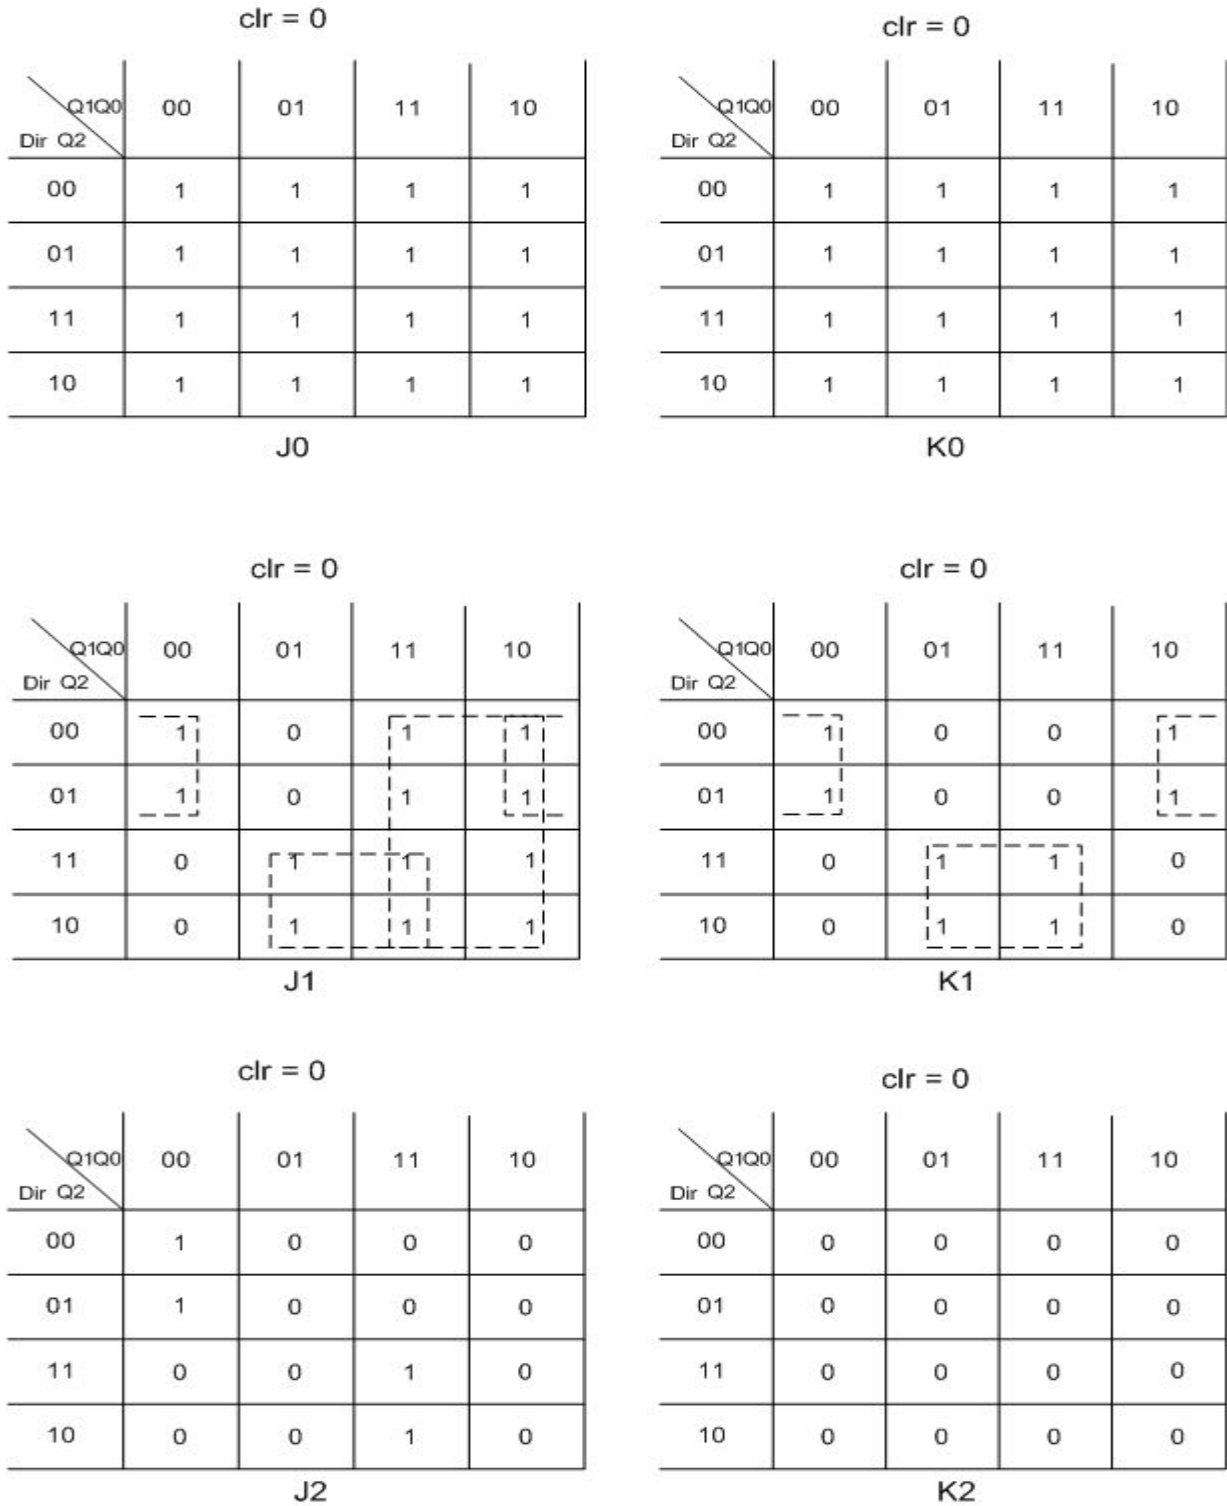 clr = 0
Q1Q0 00 01 11 10
Dir Q2
00 1 1 1 1
01 1 1 1 1
11 1 1 1 1
10 1 1 1 1
J0
clr = 0
Q1Q0 00 01 11 10
Dir Q2
00 1 1 1 1
01 1 1 1 1
11 1 1 1 1
10 1 1 1 1
K0
clr = 0
Q1Q0 00 01 11 10
Dir Q2
00 1 0 1 1
01 1 0 1 1
11 0 1 1 1
10 0 1 1 1
J1
clr = 0
Q1Q0 00 01 11 10
Dir Q2
00 1 0 0 1
01 1 0 0 1
11 0 1 1 0
10 0 1 1 0
K1
clr = 0
Q1Q0 00 01 11 10
Dir Q2
00 1 0 0 0
01 1 0 0 0
11 0 0 1 0
10 0 0 1 0
J2
clr = 0
Q1Q0 00 01 11 10
Dir Q2
00 0 0 0 0
01 0 0 0 0
11 0 0 0 0
10 0 0 0 0
K2